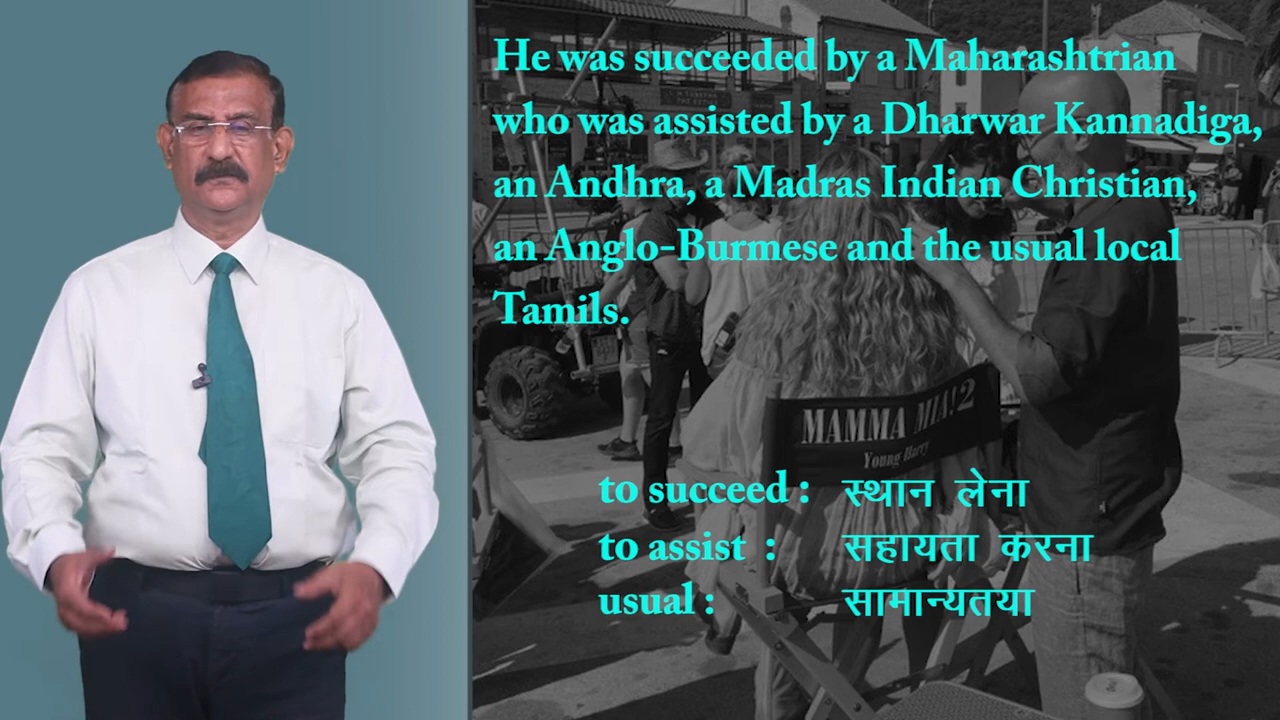 He was succeeded by a Maharashtrian
who was assisted by a Dharwar Kannadiga,
an Andhra, a Madras Indian Christian,
an Anglo-Burmese and the usual local
Tamils.
MAMMA MIA! 2
Young Harry
to succeed : स्थान लेना
to assist : सहायता करना
usual : सामान्यतया